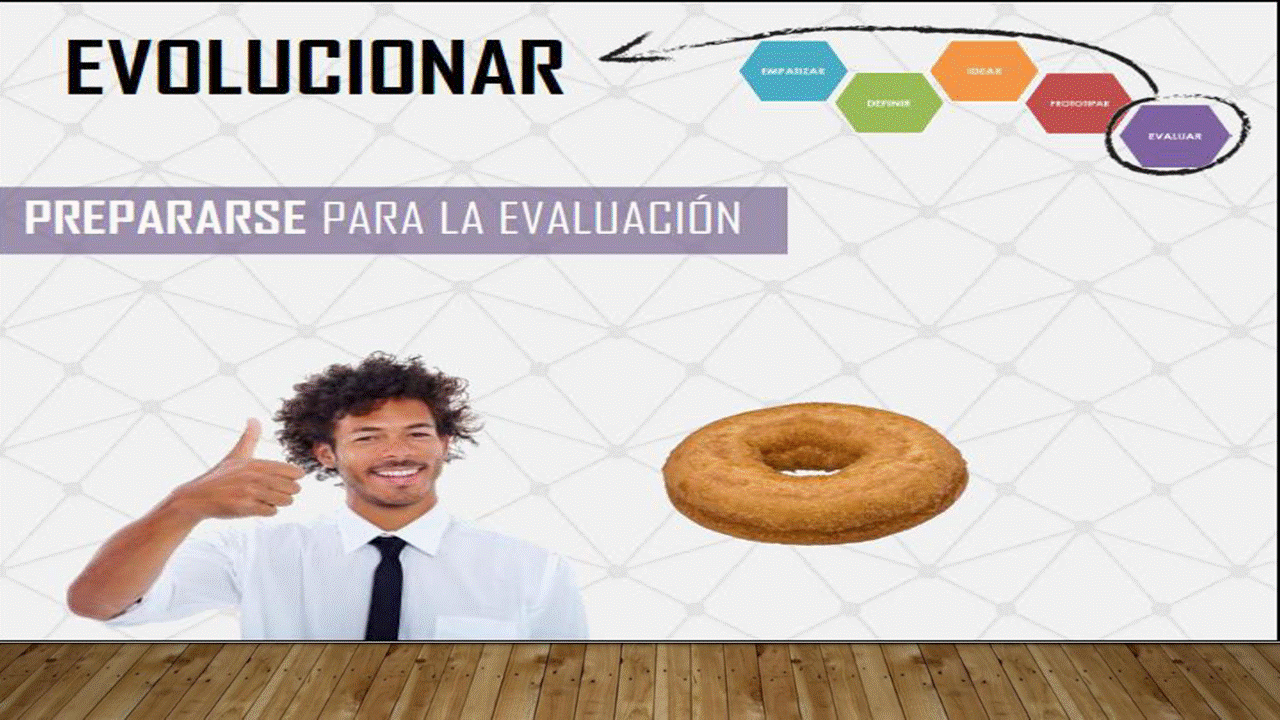 EVOLUCIONAR
EMPATIZAR
DEFINIR
IDEAR
PROTOTIPAR
EVALUAR
PREPARARSE PARA LA EVALUACIÓN